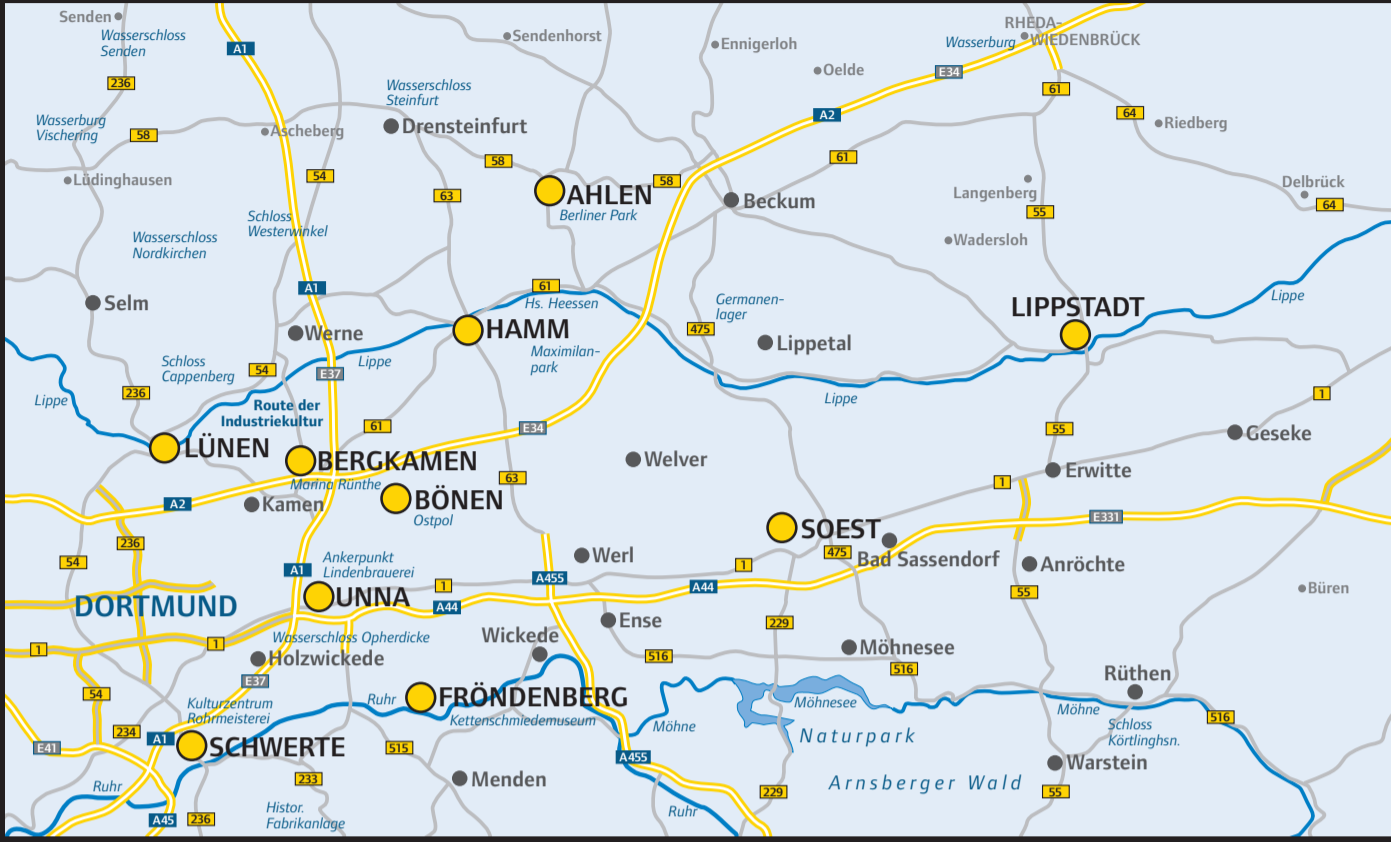 Senden
Wasserschloss
Senden
A1
Sendenhorst
Ennigerloh
RHEDA-
WIEDENBRÜCK
Wasserburg
Oelde
E34
236
Wasserschloss
Steinfurt
61
A2
64
Riedberg
Wasserburg
Vischering
58
Ascheberg
Drensteinfurt
58
61
Lüdinghausen
54
63
AHLEN
Berliner Park
58
Beckum
Langenberg
55
Delbrück
64
Schloss
Westerwinkel
Wasserschloss
Nordkirchen
Wadersloh
A1
61
Hs. Heessen
Germanen-
lager
LIPPSTADT
Lippe
Selm
Werne
HAMM
475
Lippetal
Maximilan-
park
Schloss
Cappenberg
54
E37
Lippe
Lippe
236
Lippe
1
Route der
Industriekultur
61
E34
55
Geseke
LÜNEN
BERGKAMEN
Marina Rünthe
Welver
Erwitte
63
1
A2
Kamen
BÖNEN
Ostpol
SOEST
E331
236
475
Bad Sassendorf
54
Ankerpunkt
Lindenbrauerei
A1
Werl
1
Anröchte
1
A455
A44
55
Büren
DORTMUND
UNNA
A44
Ense
229
1
1
Wasserschloss Opherdicke
Wickede
Möhnesee
Holzwickede
516
516
E37
Rüthen
54
Kulturzentrum
Rohrmeisterei
Ruhr
FRÖNDENBERG
Kettenschmiedemuseum
Möhne
Möhnesee
Möhne
516
Schloss
Körtlinghsn.
234
A1
E41
SCHWERTE
515
A455
Naturpark
Warstein
233
Menden
Arnsberger Wald
Ruhr
229
55
A45
236
Histor.
Fabrikanlage
Ruhr